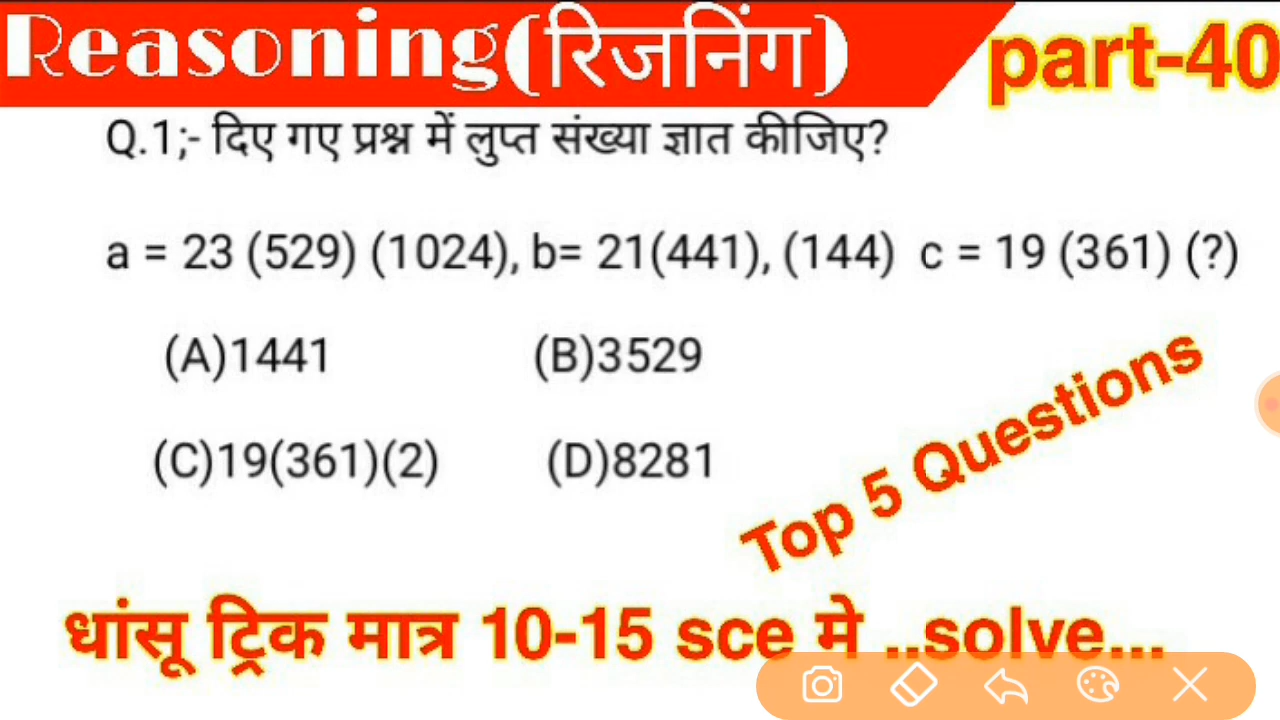 Reasoning(रिजनिंग)
part-40
Q.1;- दिए गए प्रश्न में लुप्त संख्या ज्ञात कीजिए?
a = 23 (529) (1024), b= 21(441), (144) c = 19 (361) (?)
(A)1441 (B)3529
(C)19(361)(2) (D)8281
Top 5 Questions
धांसू ट्रिक मात्र 10-15 sce मे ..solve...